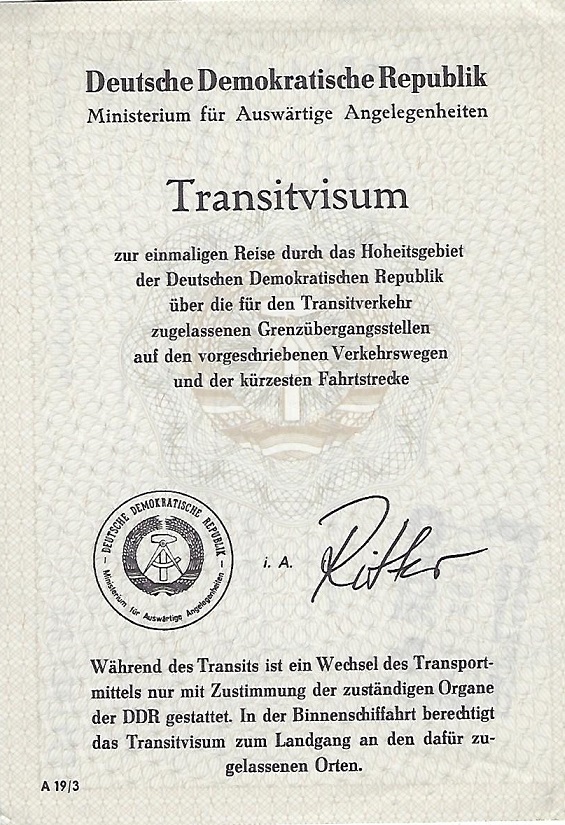 Deutsche Demokratische Republik
Ministerium für Auswärtige Angelegenheiten
Transitvisum
zur einmaligen Reise durch das Hoheitsgebiet
der Deutschen Demokratischen Republik
über die für den Transitverkehr
zugelassenen Grenzübergangsstellen
auf den vorgeschriebenen Verkehrswegen
und der kürzesten Fahrtstrecke
– DEUTSCHE DEMOKRATISCHE REPUBLIK –
Ministerium für Auswärtige Angelegenheiten
i. A. Ritter
Während des Transits ist ein Wechsel des Transport-
mittels nur mit Zustimmung der zuständigen Organe
der DDR gestattet. In der Binnenschiffahrt berechtigt
das Transitvisum zum Landgang an den dafür zu-
gelassenen Orten.
A 19/3